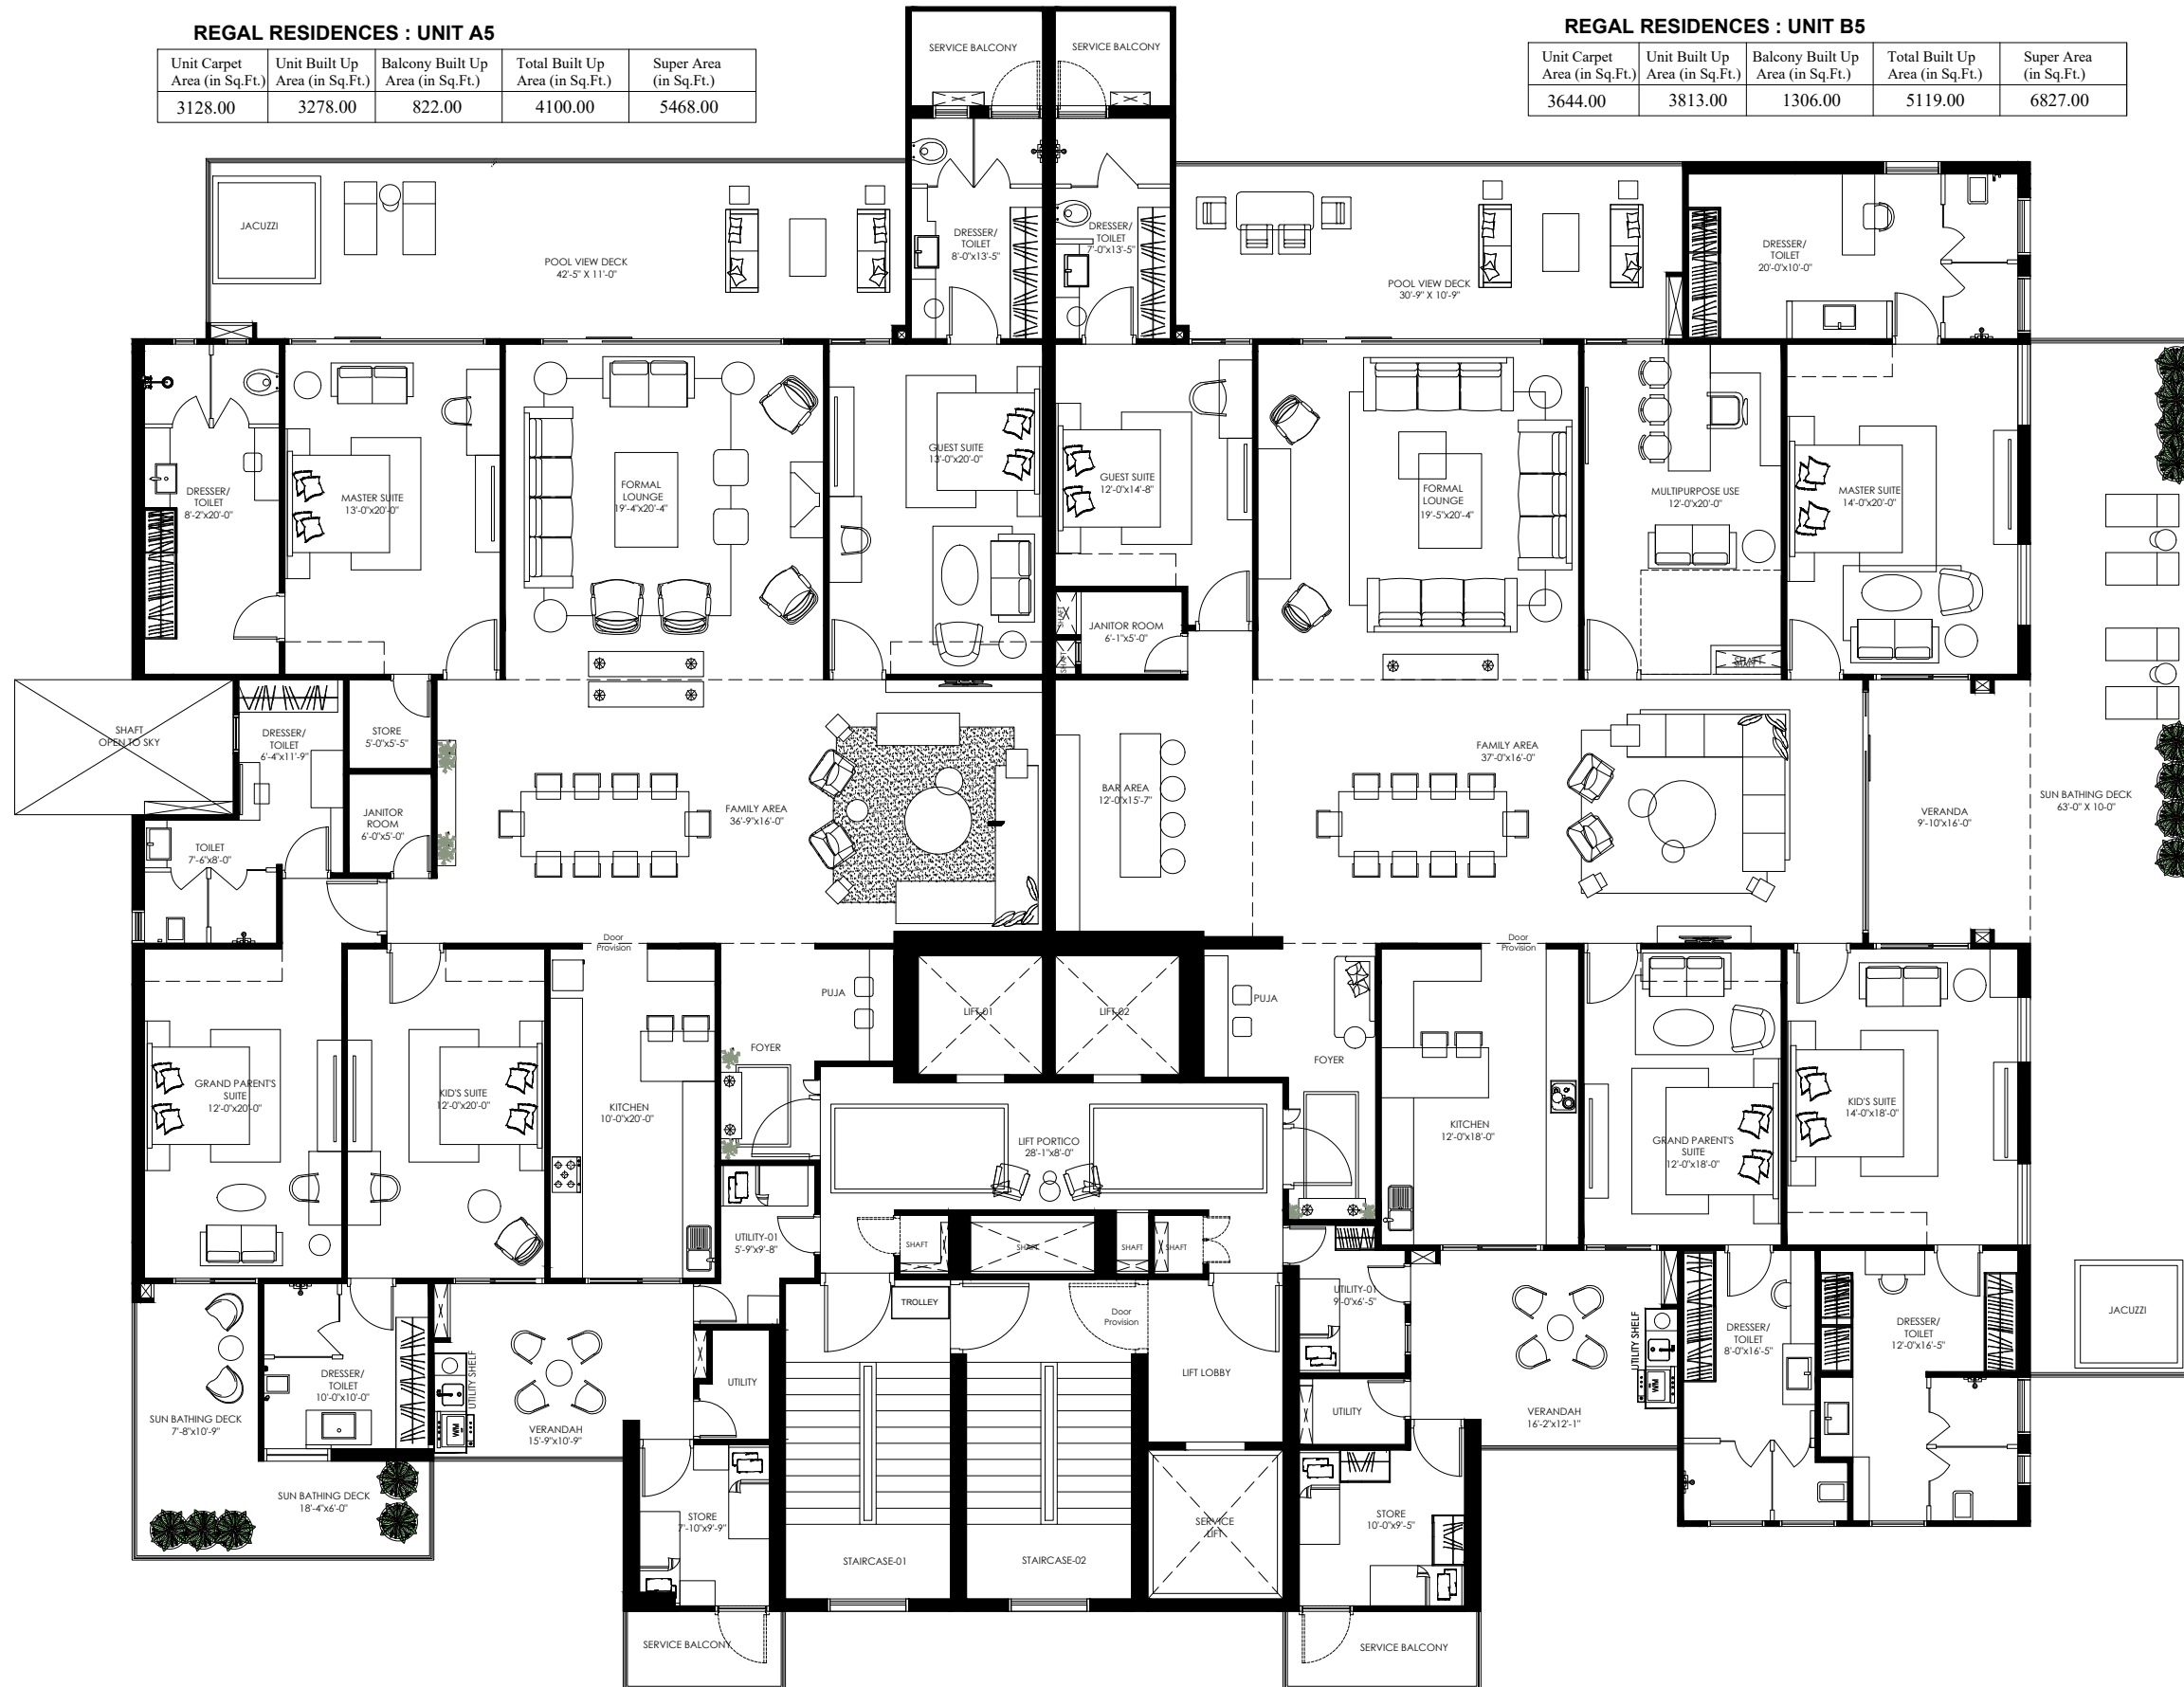 REGAL RESIDENCES : UNIT A5
Unit Carpet Area (in Sq.Ft.) Unit Built Up Area (in Sq.Ft.) Balcony Built Up Area (in Sq.Ft.) Total Built Up Area (in Sq.Ft.) Super Area (in Sq.Ft.)
3128.00 3278.00 822.00 4100.00 5468.00
REGAL RESIDENCES : UNIT B5
Unit Carpet Area (in Sq.Ft.) Unit Built Up Area (in Sq.Ft.) Balcony Built Up Area (in Sq.Ft.) Total Built Up Area (in Sq.Ft.) Super Area (in Sq.Ft.)
3644.00 3813.00 1306.00 5119.00 6827.00
SERVICE BALCONY
SERVICE BALCONY
JACUZZI
POOL VIEW DECK
42'-5" X 11'-0"
DRESSER/
TOILET
8'-0"x13'-5"
DRESSER/
TOILET
7'-0"x13'-5"
POOL VIEW DECK
30'-9" X 10'-9"
DRESSER/
TOILET
20'-0"x10'-0"
DRESSER/
TOILET
8'-2"x20'-0"
MASTER SUITE
13'-0"x20'-0"
FORMAL
LOUNGE
19'-4"x20'-4"
GUEST SUITE
13'-0"x20'-0"
GUEST SUITE
12'-0"x14'-8"
FORMAL
LOUNGE
19'-5"x20'-4"
MULTIPURPOSE USE
12'-0"x20'-0"
MASTER SUITE
14'-0"x20'-0"
SHAFT
SHAFT
JANITOR ROOM
6'-1"x5'-0"
SHAFT
SHAFT
OPEN TO SKY
DRESSER/
TOILET
6'-4"x11'-9"
STORE
5'-0"x5'-5"
JANITOR
ROOM
6'-0"x5'-0"
TOILET
7'-6"x8'-0"
FAMILY AREA
36'-9"x16'-0"
BAR AREA
12'-0"x15'-7"
FAMILY AREA
37'-0"x16'-0"
VERANDA
9'-10"x16'-0"
SUN BATHING DECK
63'-0" X 10-0"
Door
Provision
Door
Provision
PUJA
FOYER
LIFT-01
LIFT-02
PUJA
FOYER
GRAND PARENT'S
SUITE
12'-0"x20'-0"
KID'S SUITE
12'-0"x20'-0"
KITCHEN
10'-0"x20'-0"
LIFT PORTICO
28'-1"x8'-0"
KITCHEN
12'-0"x18'-0"
GRAND PARENT'S
SUITE
12'-0"x18'-0"
KID'S SUITE
14'-0"x18'-0"
UTILITY-01
5'-9"x9'-8"
SHAFT
SHAFT
SHAFT
SHAFT
TROLLEY
Door
Provision
UTILITY-01
9'-0"x6'-5"
DRESSER/
TOILET
10'-0"x10'-0"
SUN BATHING DECK
7'-8"x10'-9"
UTILITY SHELF
WM
VERANDAH
15'-9"x10'-9"
UTILITY
LIFT LOBBY
UTILITY
VERANDAH
16'-2"x12'-1"
UTILITY SHELF
WM
DRESSER/
TOILET
8'-0"x16'-5"
DRESSER/
TOILET
12'-0"x16'-5"
JACUZZI
SUN BATHING DECK
18'-4"x6'-0"
STORE
7'-10"x9'-9"
STAIRCASE-01
STAIRCASE-02
SERVICE
LIFT
STORE
10'-0"x9'-5"
SERVICE BALCONY
SERVICE BALCONY